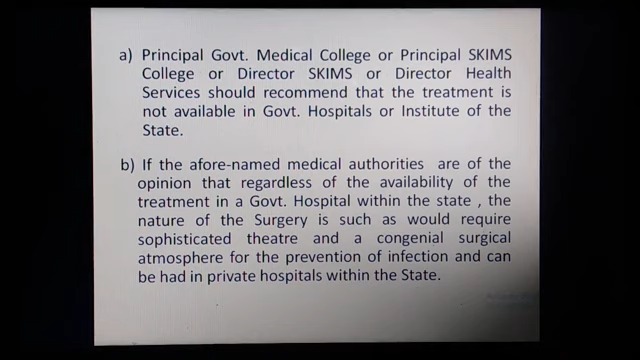 a) Principal Govt. Medical College or Principal SKIMS
College or Director SKIMS or Director Health
Services should recommend that the treatment is
not available in Govt. Hospitals or Institute of the
State.
b) If the afore-named medical authorities are of the
opinion that regardless of the availability of the
treatment in a Govt. Hospital within the state , the
nature of the Surgery is such as would require
sophisticated theatre and a congenial surgical
atmosphere for the prevention of infection and can
be had in private hospitals within the State.